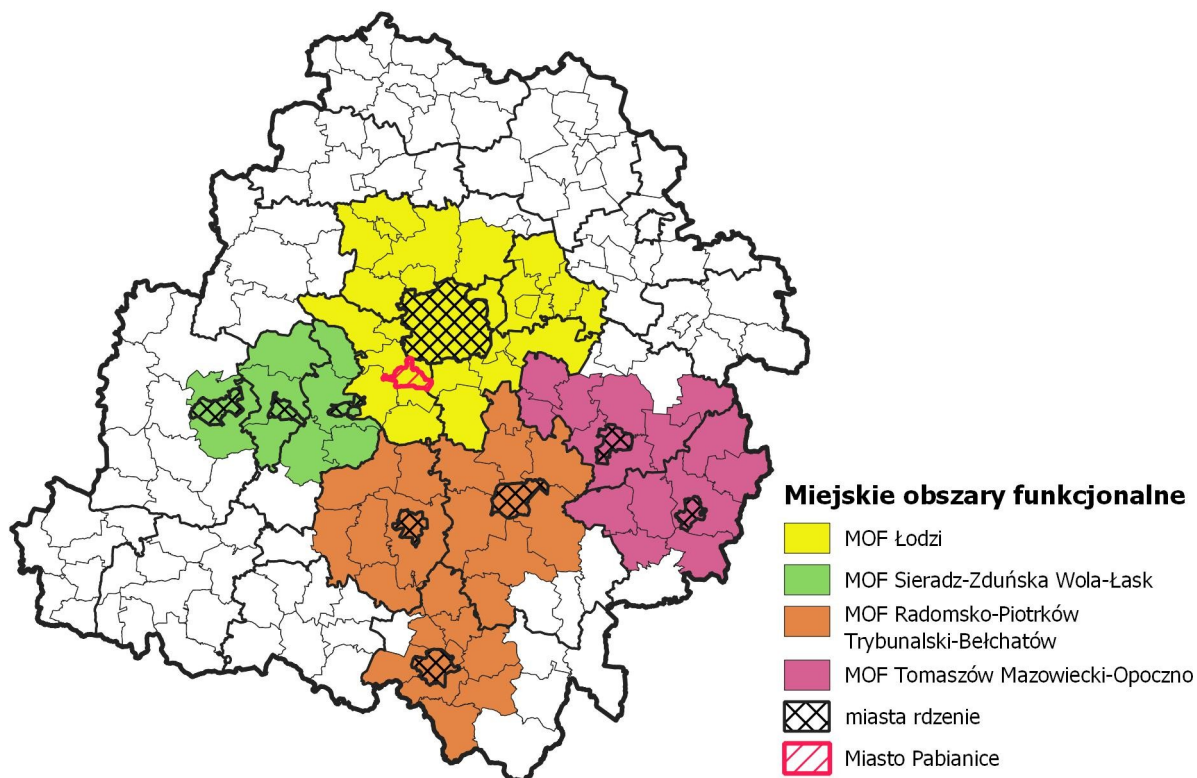 Miejskie obszary funkcjonalne
MOF Łodzi
MOF Sieradz-Zduńska Wola-Łask
MOF Radomsko-Piotrków
Trybunalski-Bełchatów
MOF Tomaszów Mazowiecki-Opoczno
miasta rdzenie
Miasto Pabianice